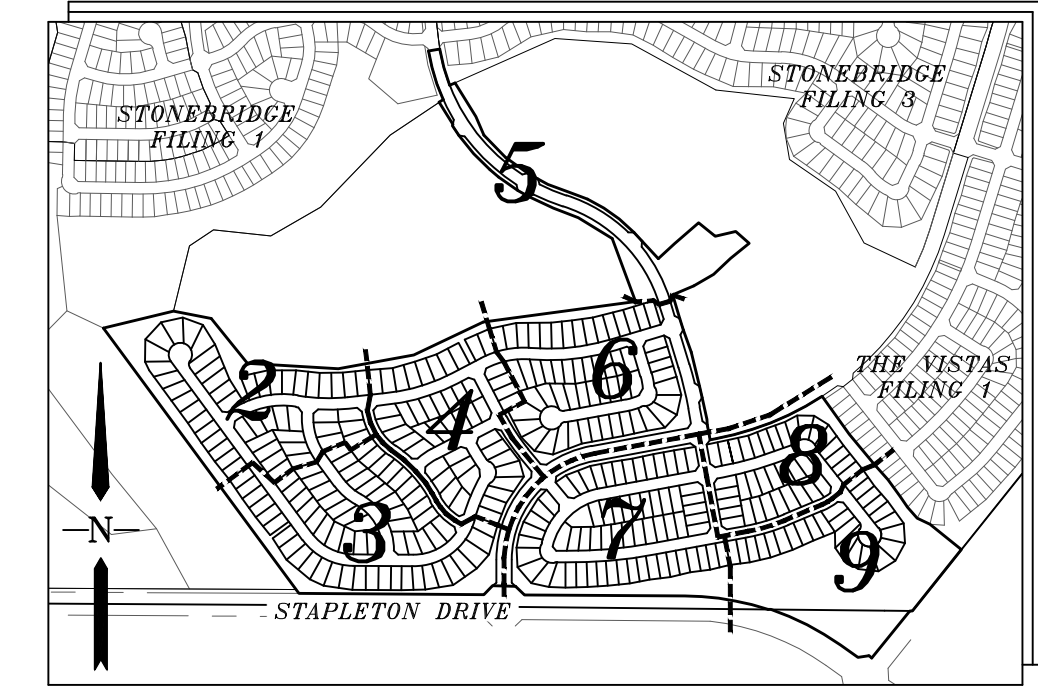 STONEBRIDGE
FILING 3
STONEBRIDGE
FILING 1
5
6
THE VISTAS
FILING 1
2
4
8
7
3
N
9
STAPLETON DRIVE